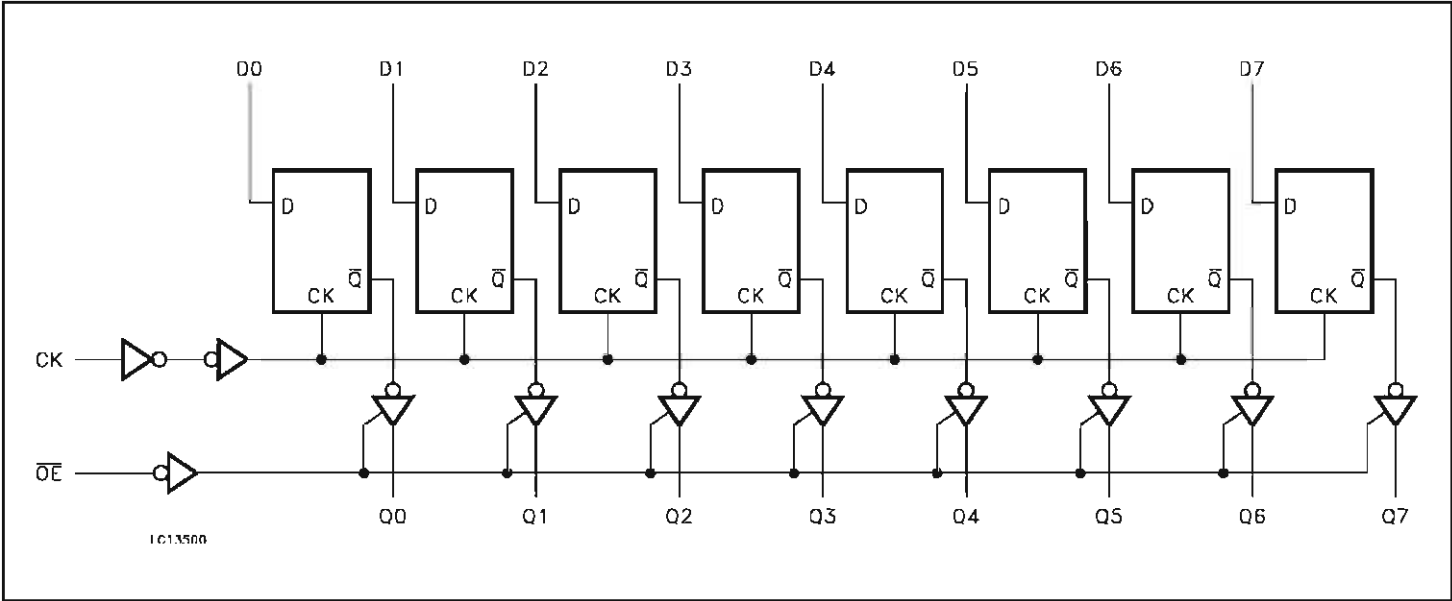 D0 D1 D2 D3 D4 D5 D6 D7
D D D D D D D D
Q̅ Q̅ Q̅ Q̅ Q̅ Q̅ Q̅ Q̅
CK CK CK CK CK CK CK CK
CK
O̅E̅
Q0 Q1 Q2 Q3 Q4 Q5 Q6 Q7
LC13500